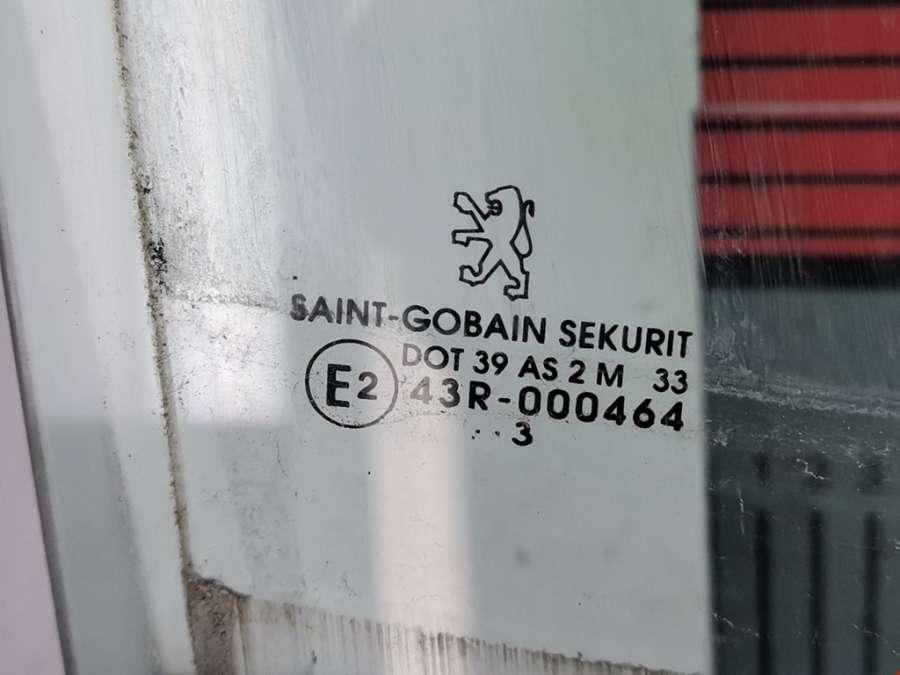 SAINT-GOBAIN SEKURIT
DOT 39 AS 2 M 33
E2 43R-000464
. . 3